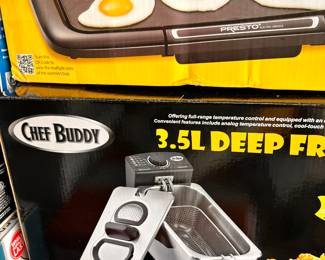 PRESTO
CHEF BUDDY
Offering full-range temperature control and equipped with an
Convenient features include analog temperature control, cool-touch
3.5L DEEP FR